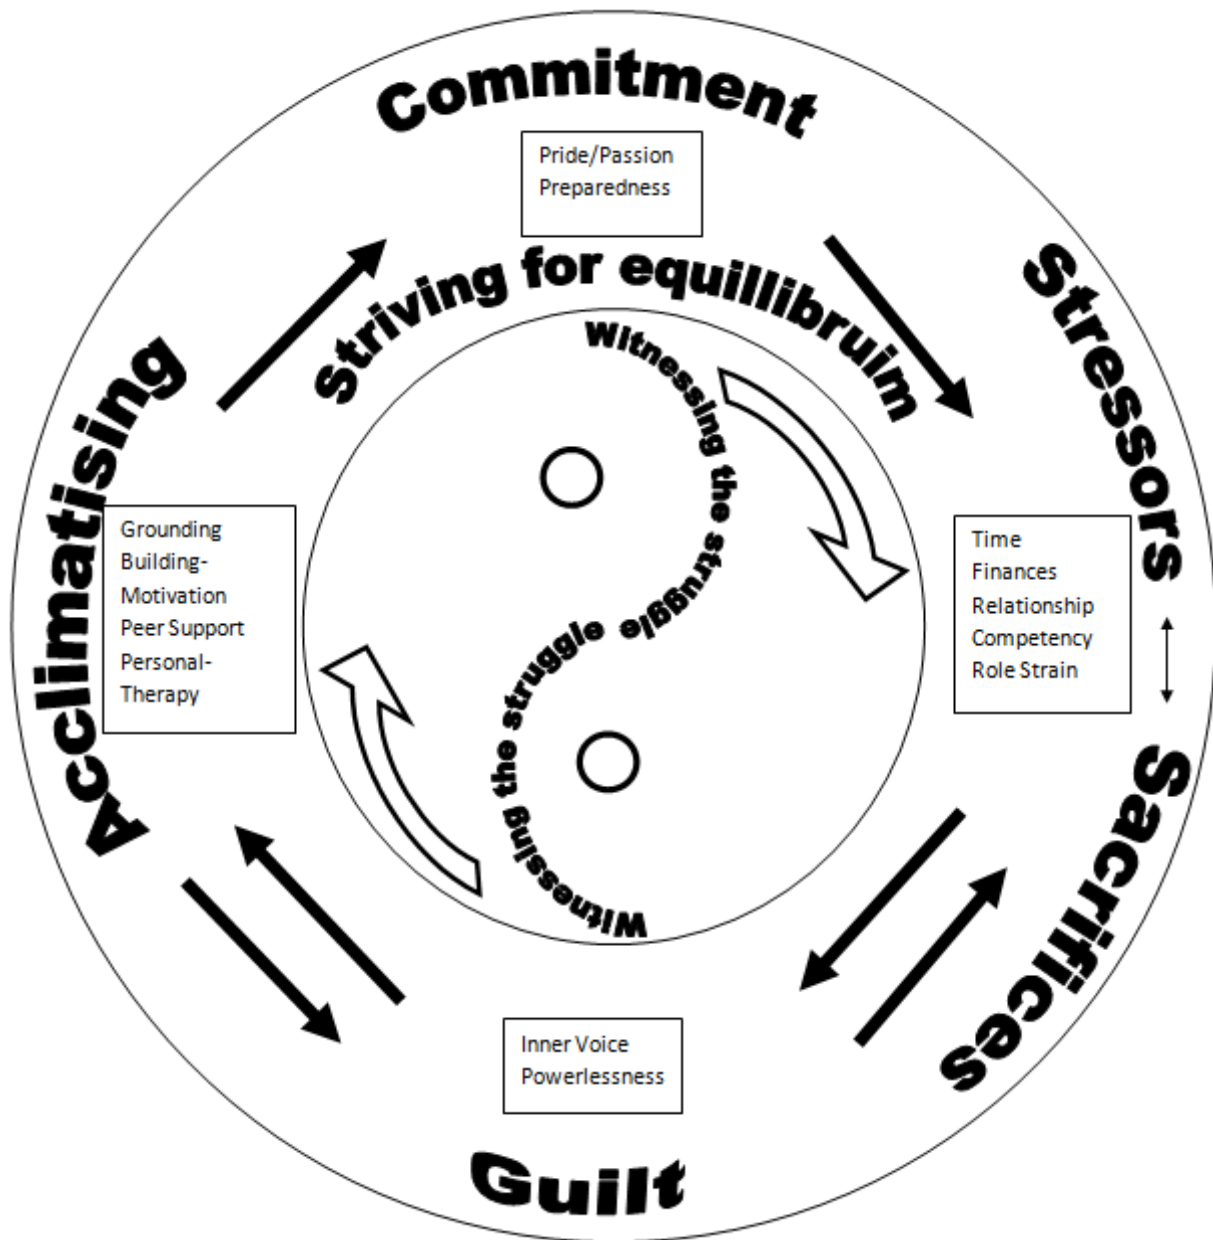 Commitment
Pride/Passion
Preparedness
Striving for equillibruim
Stressors
Witnessing the struggle
Acclimatising
Grounding
Building-
Motivation
Peer Support
Personal-
Therapy
Time
Finances
Relationship
Competency
Role Strain
Witnessing the struggle
Sacrifices
Inner Voice
Powerlessness
Guilt